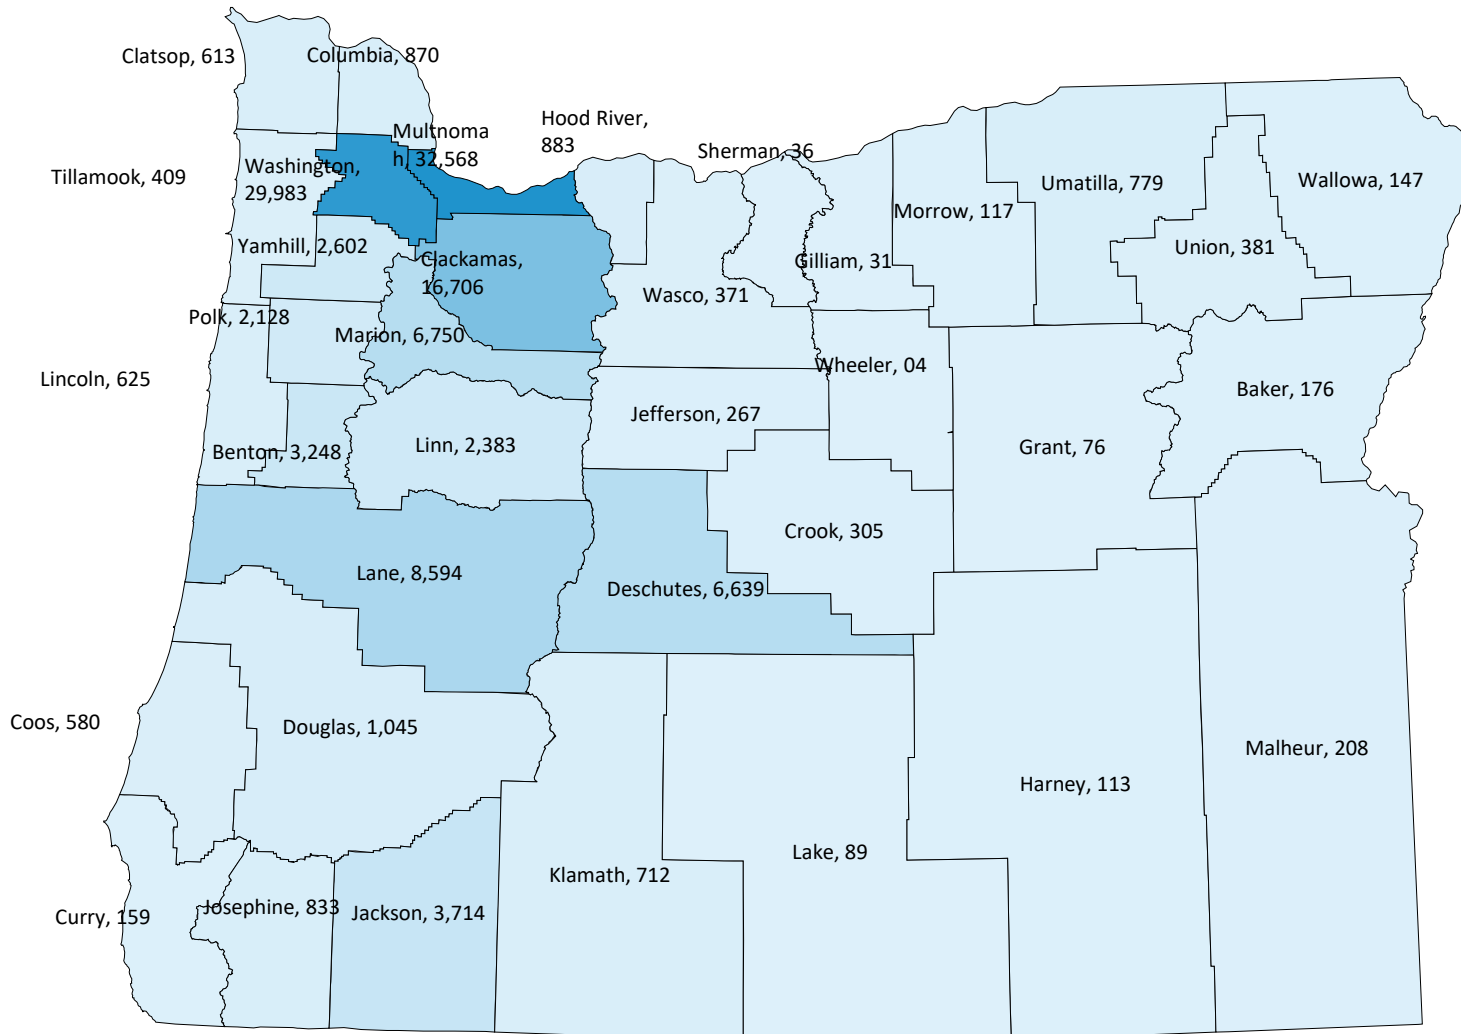 Clatsop, 613
Columbia, 870
Hood River,
883
Multnoma
h, 32,568
Sherman, 36
Washington,
29,983
Tillamook, 409
Umatilla, 779
Wallowa, 147
Morrow, 117
Yamhill, 2,602
Union, 381
Gilliam, 31
Clackamas,
16,706
Wasco, 371
Polk, 2,128
Marion, 6,750
Lincoln, 625
Wheeler, 04
Baker, 176
Jefferson, 267
Benton, 3,248
Linn, 2,383
Grant, 76
Crook, 305
Lane, 8,594
Deschutes, 6,639
Coos, 580
Douglas, 1,045
Malheur, 208
Harney, 113
Lake, 89
Klamath, 712
Curry, 159
Josephine, 833
Jackson, 3,714